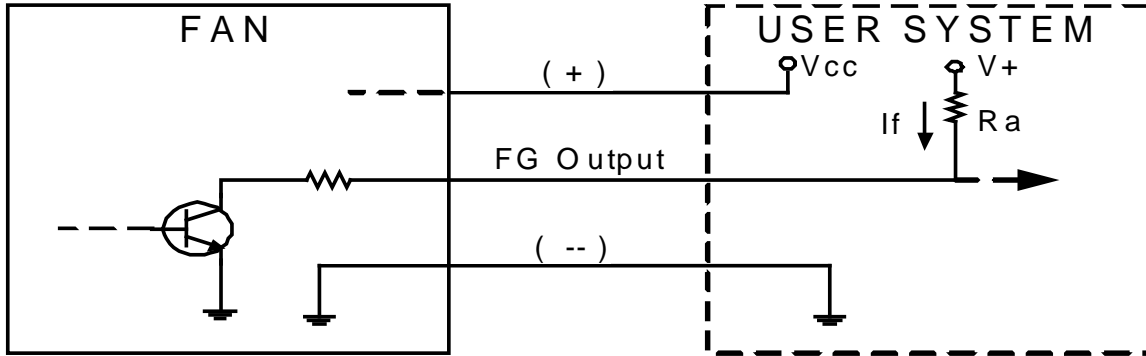 FAN
USER SYSTEM
Vcc
V+
( + )
If
Ra
FG Output
( -- )